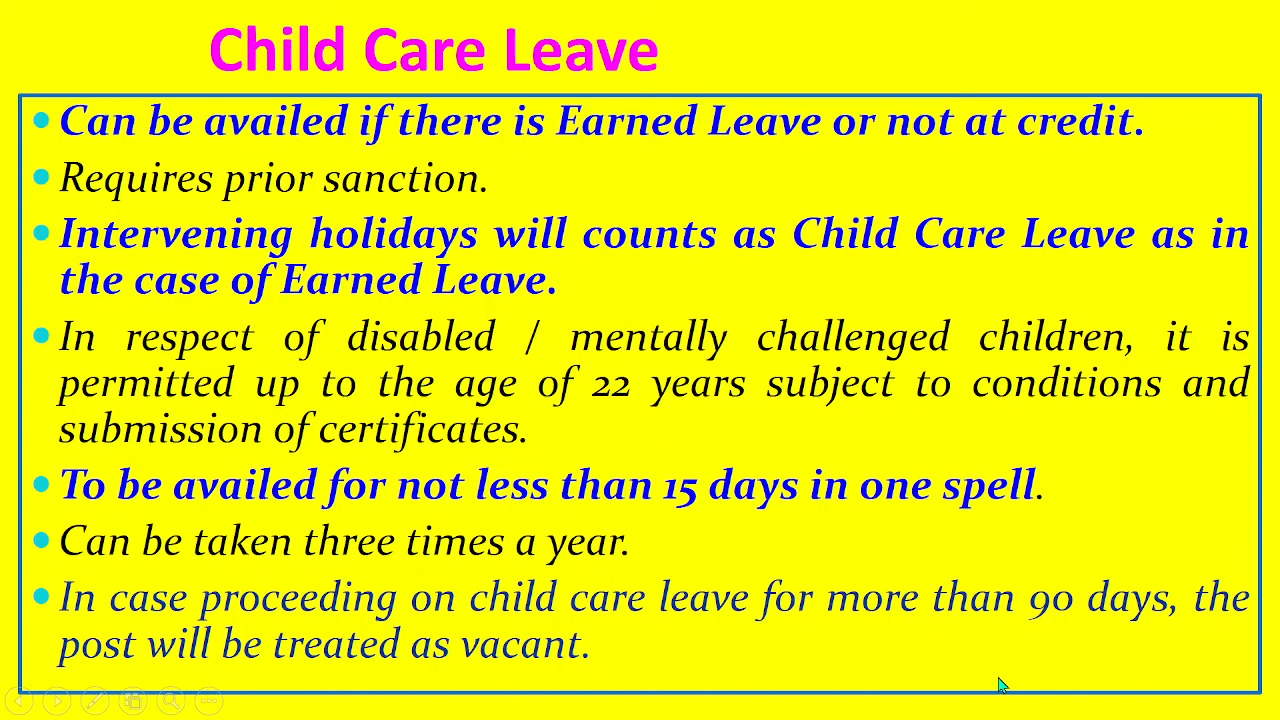 Child Care Leave
• Can be availed if there is Earned Leave or not at credit.
• Requires prior sanction.
• Intervening holidays will counts as Child Care Leave as in
the case of Earned Leave.
• In respect of disabled / mentally challenged children, it is
permitted up to the age of 22 years subject to conditions and
submission of certificates.
• To be availed for not less than 15 days in one spell.
• Can be taken three times a year.
• In case proceeding on child care leave for more than 90 days, the
post will be treated as vacant.